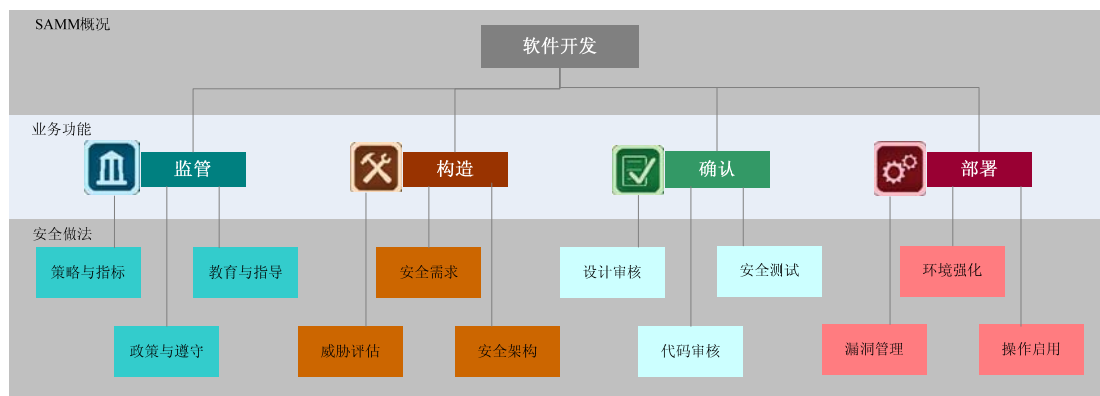 SAMM概况
软件开发
业务功能
监管
构造
确认
部署
安全做法
策略与指标
教育与指导
安全需求
设计审核
安全测试
环境强化
政策与遵守
威胁评估
安全架构
代码审核
漏洞管理
操作启用